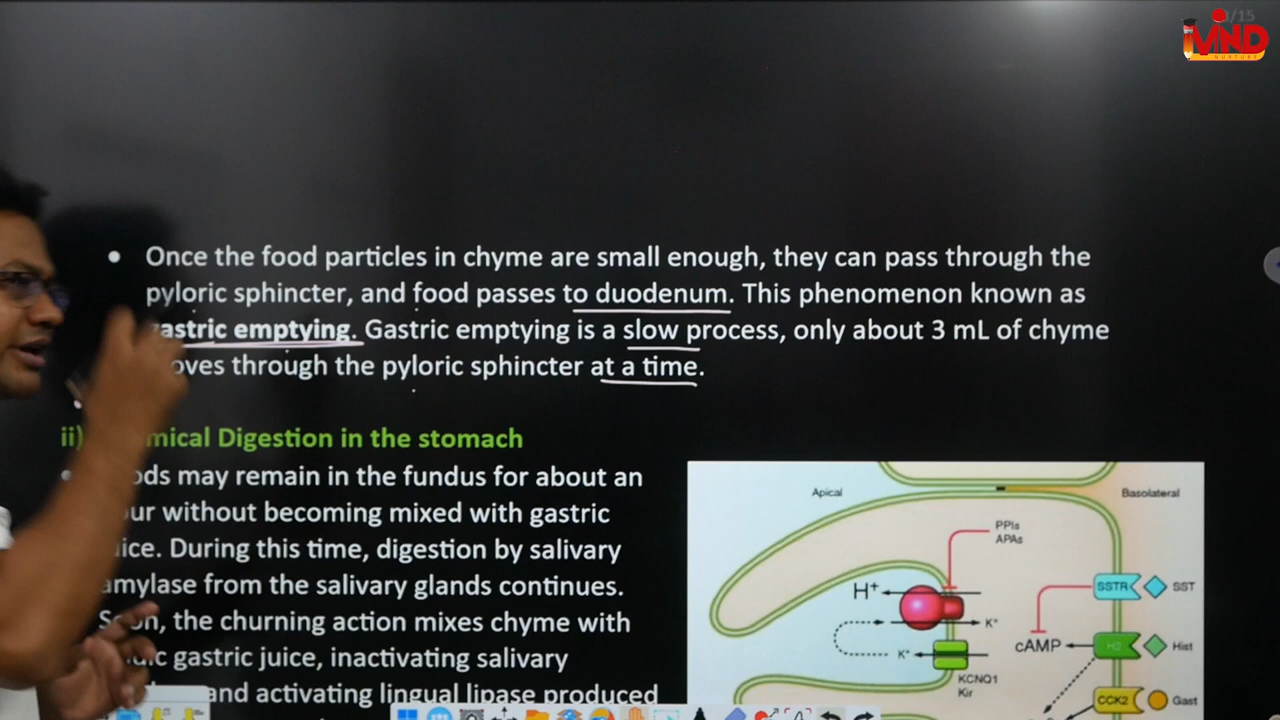 /15
MIND
NURTURE
Once the food particles in chyme are small enough, they can pass through the
pyloric sphincter, and food passes to duodenum. This phenomenon known as
astric emptying. Gastric emptying is a slow process, only about 3 mL of chyme
oves through the pyloric sphincter at a time.
ii) mical Digestion in the stomach
ods may remain in the fundus for about an
ur without becoming mixed with gastric
ice. During this time, digestion by salivary
amylase from the salivary glands continues.
the churning action mixes chyme with
gastric juice, inactivating salivary
and activating lingual lipase produced
Apical
Basolateral
PPIs
APAs
H+
K+
K+
KCNQ1
Kir
SSTR
SST
cAMP
H2
Hist
CCK2
Gast